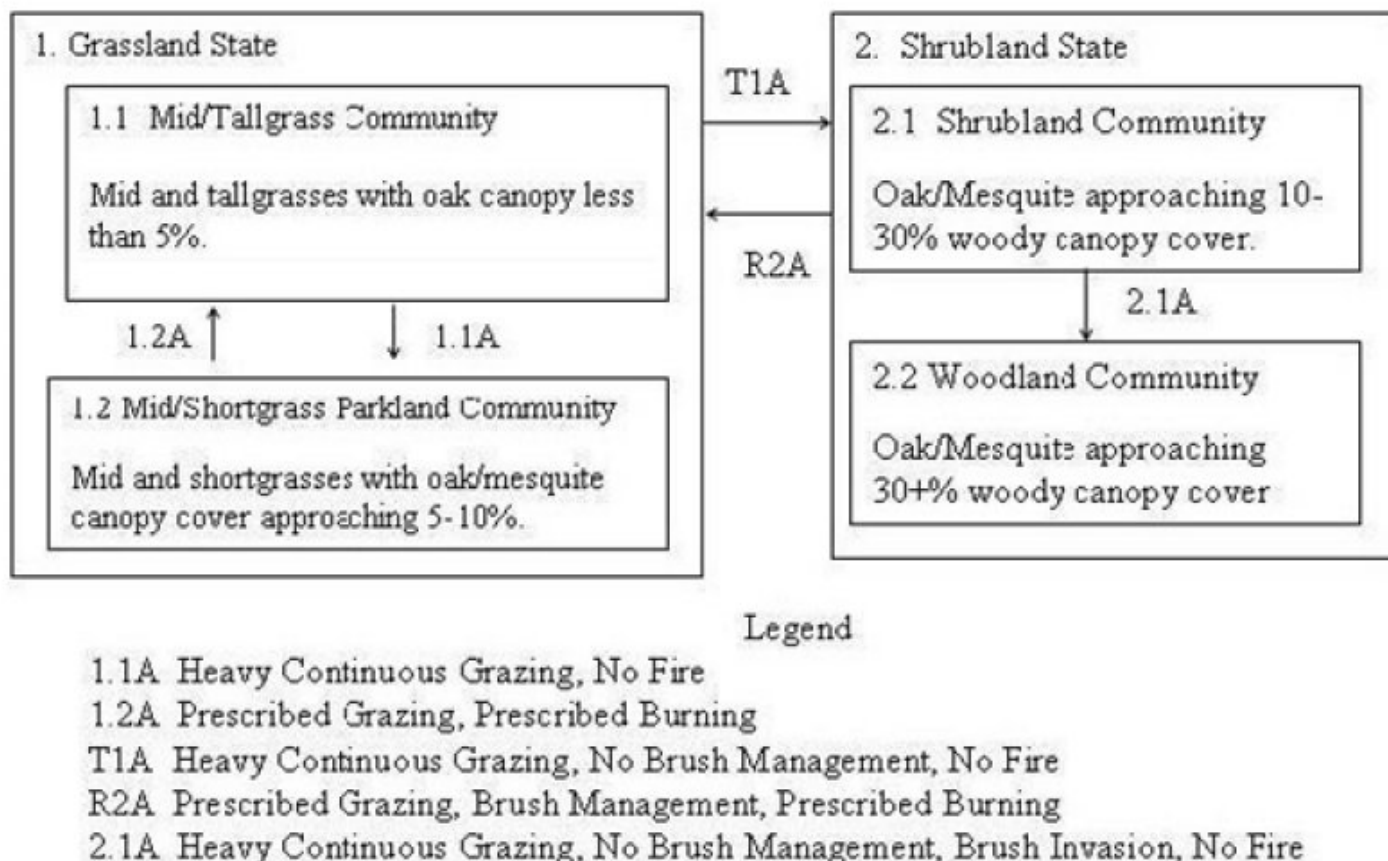 1. Grassland State
1.1 Mid/Tallgrass Community
Mid and tallgrasses with oak canopy less
than 5%.
1.2A
1.1A
1.2 Mid/Shortgrass Parkland Community
Mid and shortgrasses with oak/mesquite
canopy cover approaching 5-10%.
T1A
R2A
2. Shrubland State
2.1 Shrubland Community
Oak/Mesquite approaching 10-
30% woody canopy cover.
2.1A
2.2 Woodland Community
Oak/Mesquite approaching
30+% woody canopy cover
Legend
1.1A Heavy Continuous Grazing, No Fire
1.2A Prescribed Grazing, Prescribed Burning
T1A Heavy Continuous Grazing, No Brush Management, No Fire
R2A Prescribed Grazing, Brush Management, Prescribed Burning
2.1A Heavy Continuous Grazing, No Brush Management, Brush Invasion, No Fire